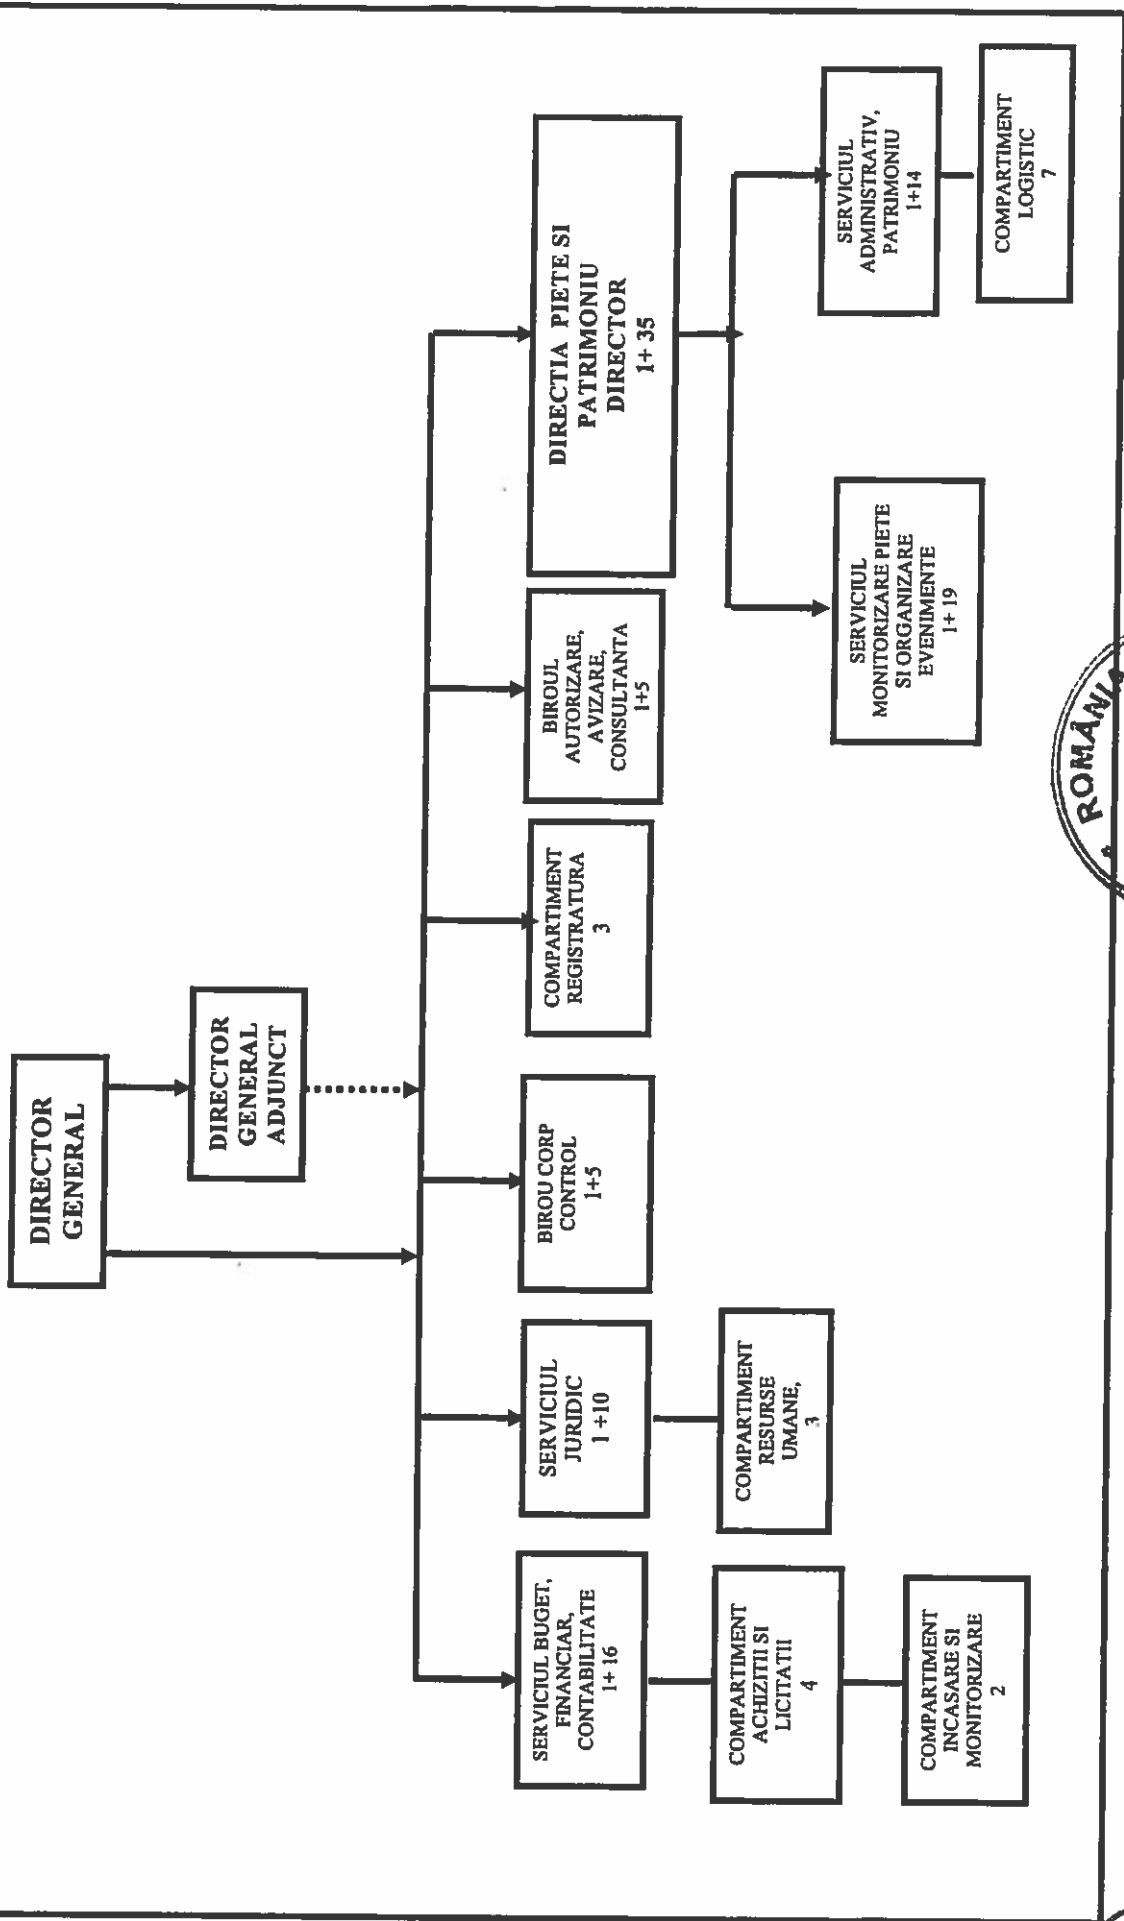 DIRECTOR
GENERAL
DIRECTOR
GENERAL
ADJUNCT
SERVICIUL BUGET,
FINANCIAR,
CONTABILITATE
1+ 16
SERVICIUL
JURIDIC
1 +10
BIROU CORP
CONTROL
1+5
COMPARTIMENT
REGISTRATURA
3
BIROUL
AUTORIZARE,
AVIZARE,
CONSULTANTA
1+5
DIRECTIA PIETE SI
PATRIMONIU
DIRECTOR
1+ 35
COMPARTIMENT
ACHIZITII SI
LICITATII
4
COMPARTIMENT
RESURSE
UMANE,
3
SERVICIUL
MONITORIZARE PIETE
SI ORGANIZARE
EVENIMENTE
1+ 19
SERVICIUL
ADMINISTRATIV,
PATRIMONIU
1+14
COMPARTIMENT
INCASARE SI
MONITORIZARE
2
COMPARTIMENT
LOGISTIC
7
ROMÂNIA